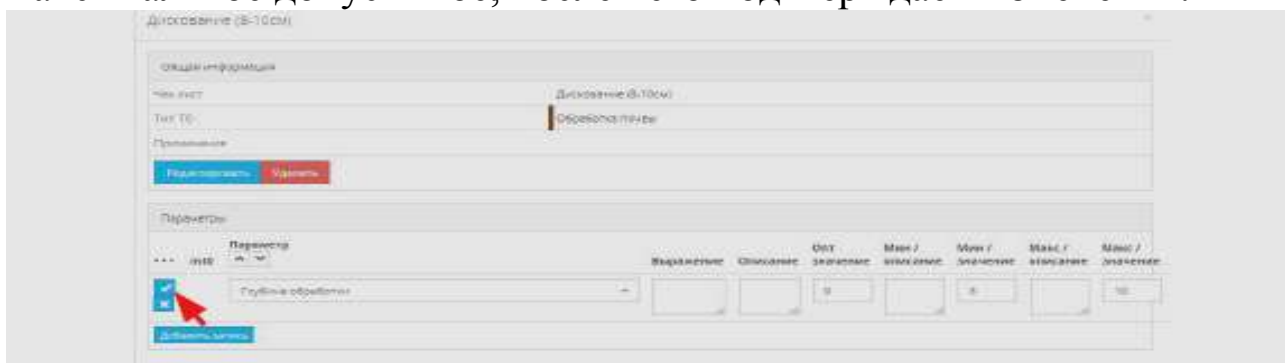 Дискование (8-10см)
Общая информация
Чек лист Дискование (8-10см)
Тип ТО Обработка почвы
Примечание
Редактировать Удалить
Параметры
Параметр Опт Мин / Мин / Макс / Макс /
Выражение Описание значение описание значение описание значение
Глубина обработки 9 8 10
Добавить запись